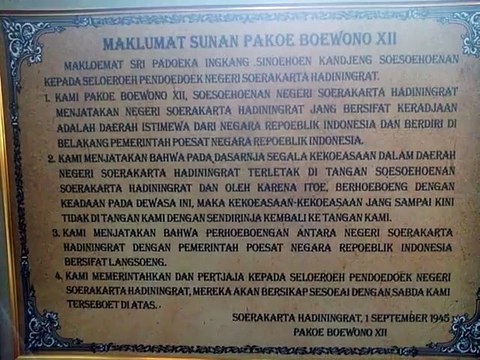 MAKLUMAT SUNAN PAKOE BOEWONO XII
MAKLOEMAT SRI PADOEKA INGKANG SINOEHOEN KANDJENG SOESOEHOENAN
KEPADA SELOEROEH PENDOEDOEK NEGERI SOERAKARTA HADININGRAT.
1. KAMI PAKOE BOEWONO XII, SOESOEHOENAN NEGERI SOERAKARTA HADININGRAT
MENJATAKAN NEGERI SOERAKARTA HADININGRAT JANG BERSIFAT KERADJAAN
ADALAH DAERAH ISTIMEWA DARI NEGARA REPOEBLIK INDONESIA DAN BERDIRI DI
BELAKANG PEMERINTAH POESAT NEGARA REPOEBLIK INDONESIA.
2. KAMI MENJATAKAN BAHWA PADA DASARNJA SEGALA KEKOEASAAN DALAM DAERAH
NEGERI SOERAKARTA HADININGRAT TERLETAK DI TANGAN SOESOEHOENAN
SOERAKARTA HADININGRAT DAN OLEH KARENA ITOE, BERHOEBOENG DENGAN
KEADAAN PADA DEWASA INI, MAKA KEKOEASAAN-KEKOEASAAN JANG SAMPAI KINI
TIDAK DI TANGAN KAMI DENGAN SENDIRINJA KEMBALI KE TANGAN KAMI.
3. KAMI MENJATAKAN BAHWA PERHOEBOENGAN ANTARA NEGERI SOERAKARTA
HADININGRAT DENGAN PEMERINTAH POESAT NEGARA REPOEBLIK INDONESIA
BERSIFAT LANGSOENG.
4. KAMI MEMERINTAHKAN DAN PERTJAJA KEPADA SELOEROEH PENDOEDOEK NEGERI
SOERAKARTA HADININGRAT, MEREKA AKAN BERSIKAP SESOEAI DENGAN SABDA KAMI
TERSEBOET DI ATAS.
SOERAKARTA HADININGRAT, 1 SEPTEMBER 1945
PAKOE BOEWONO XII